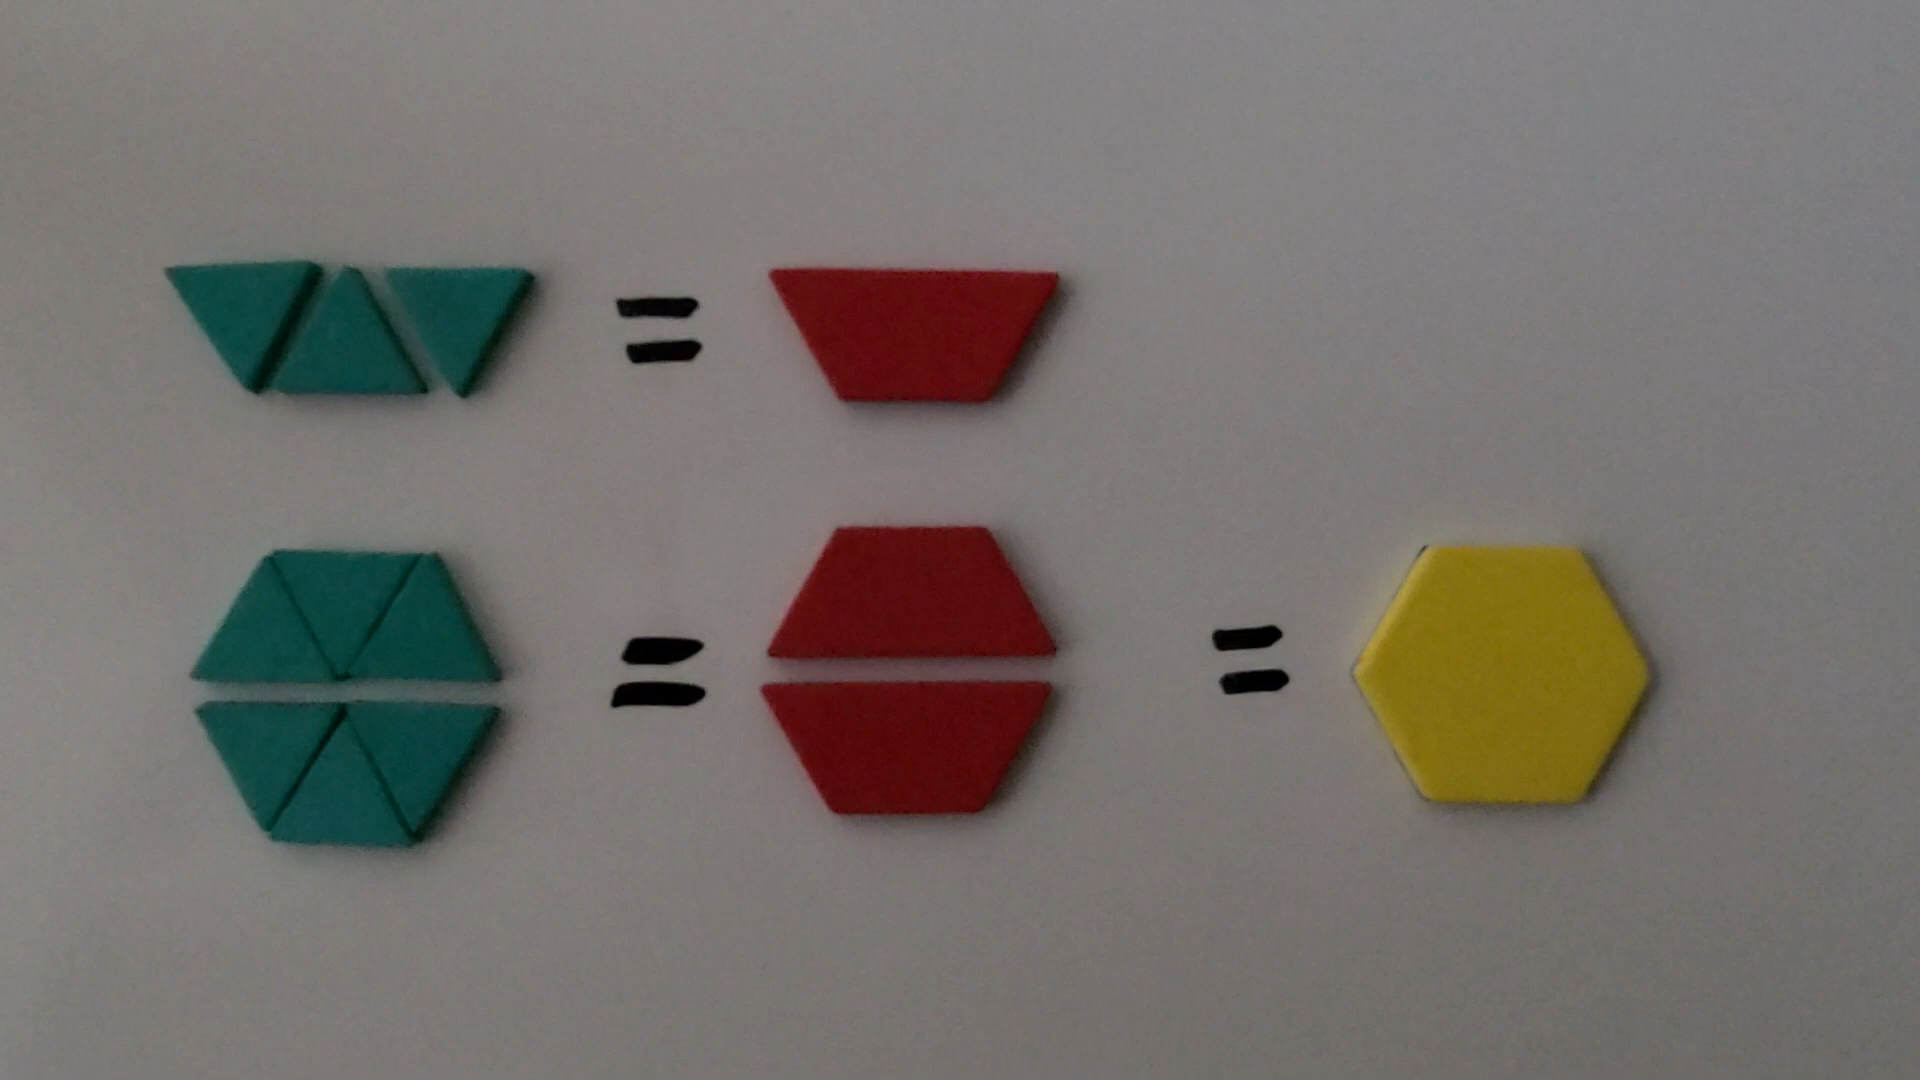 =
= =